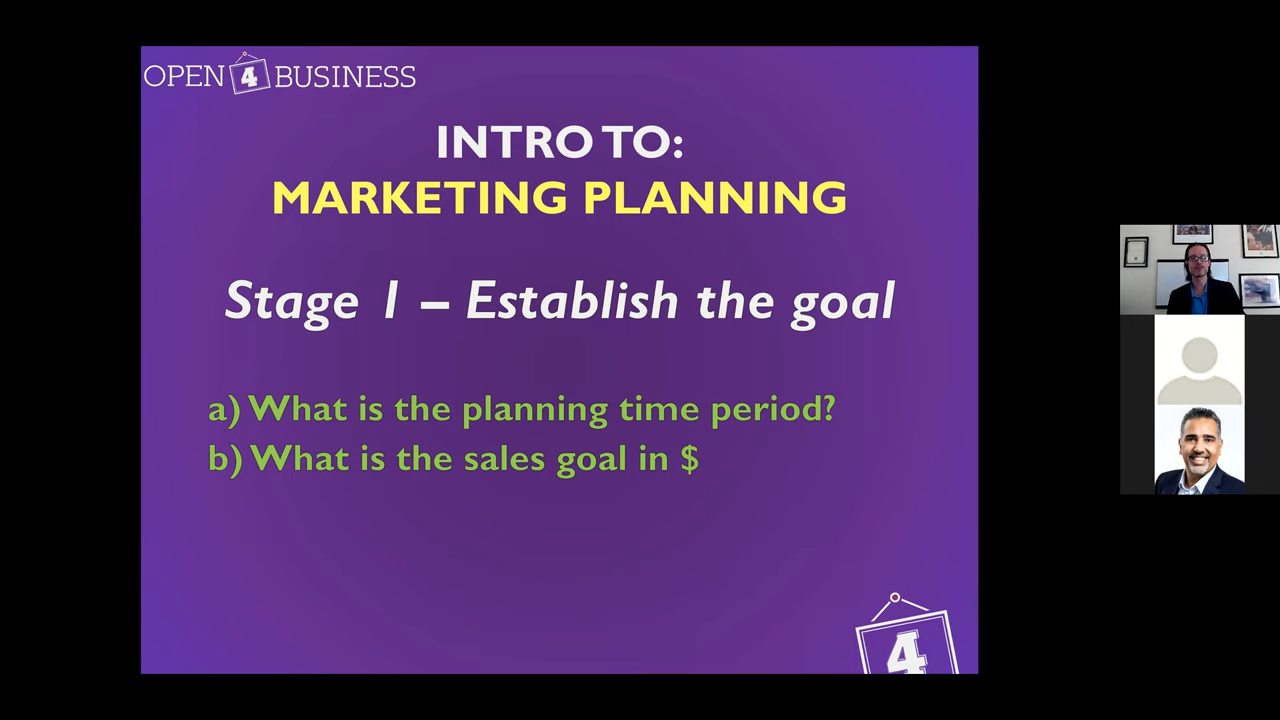 OPEN 4 BUSINESS
INTRO TO:
MARKETING PLANNING
Stage 1 – Establish the goal
a) What is the planning time period?
b) What is the sales goal in $
4